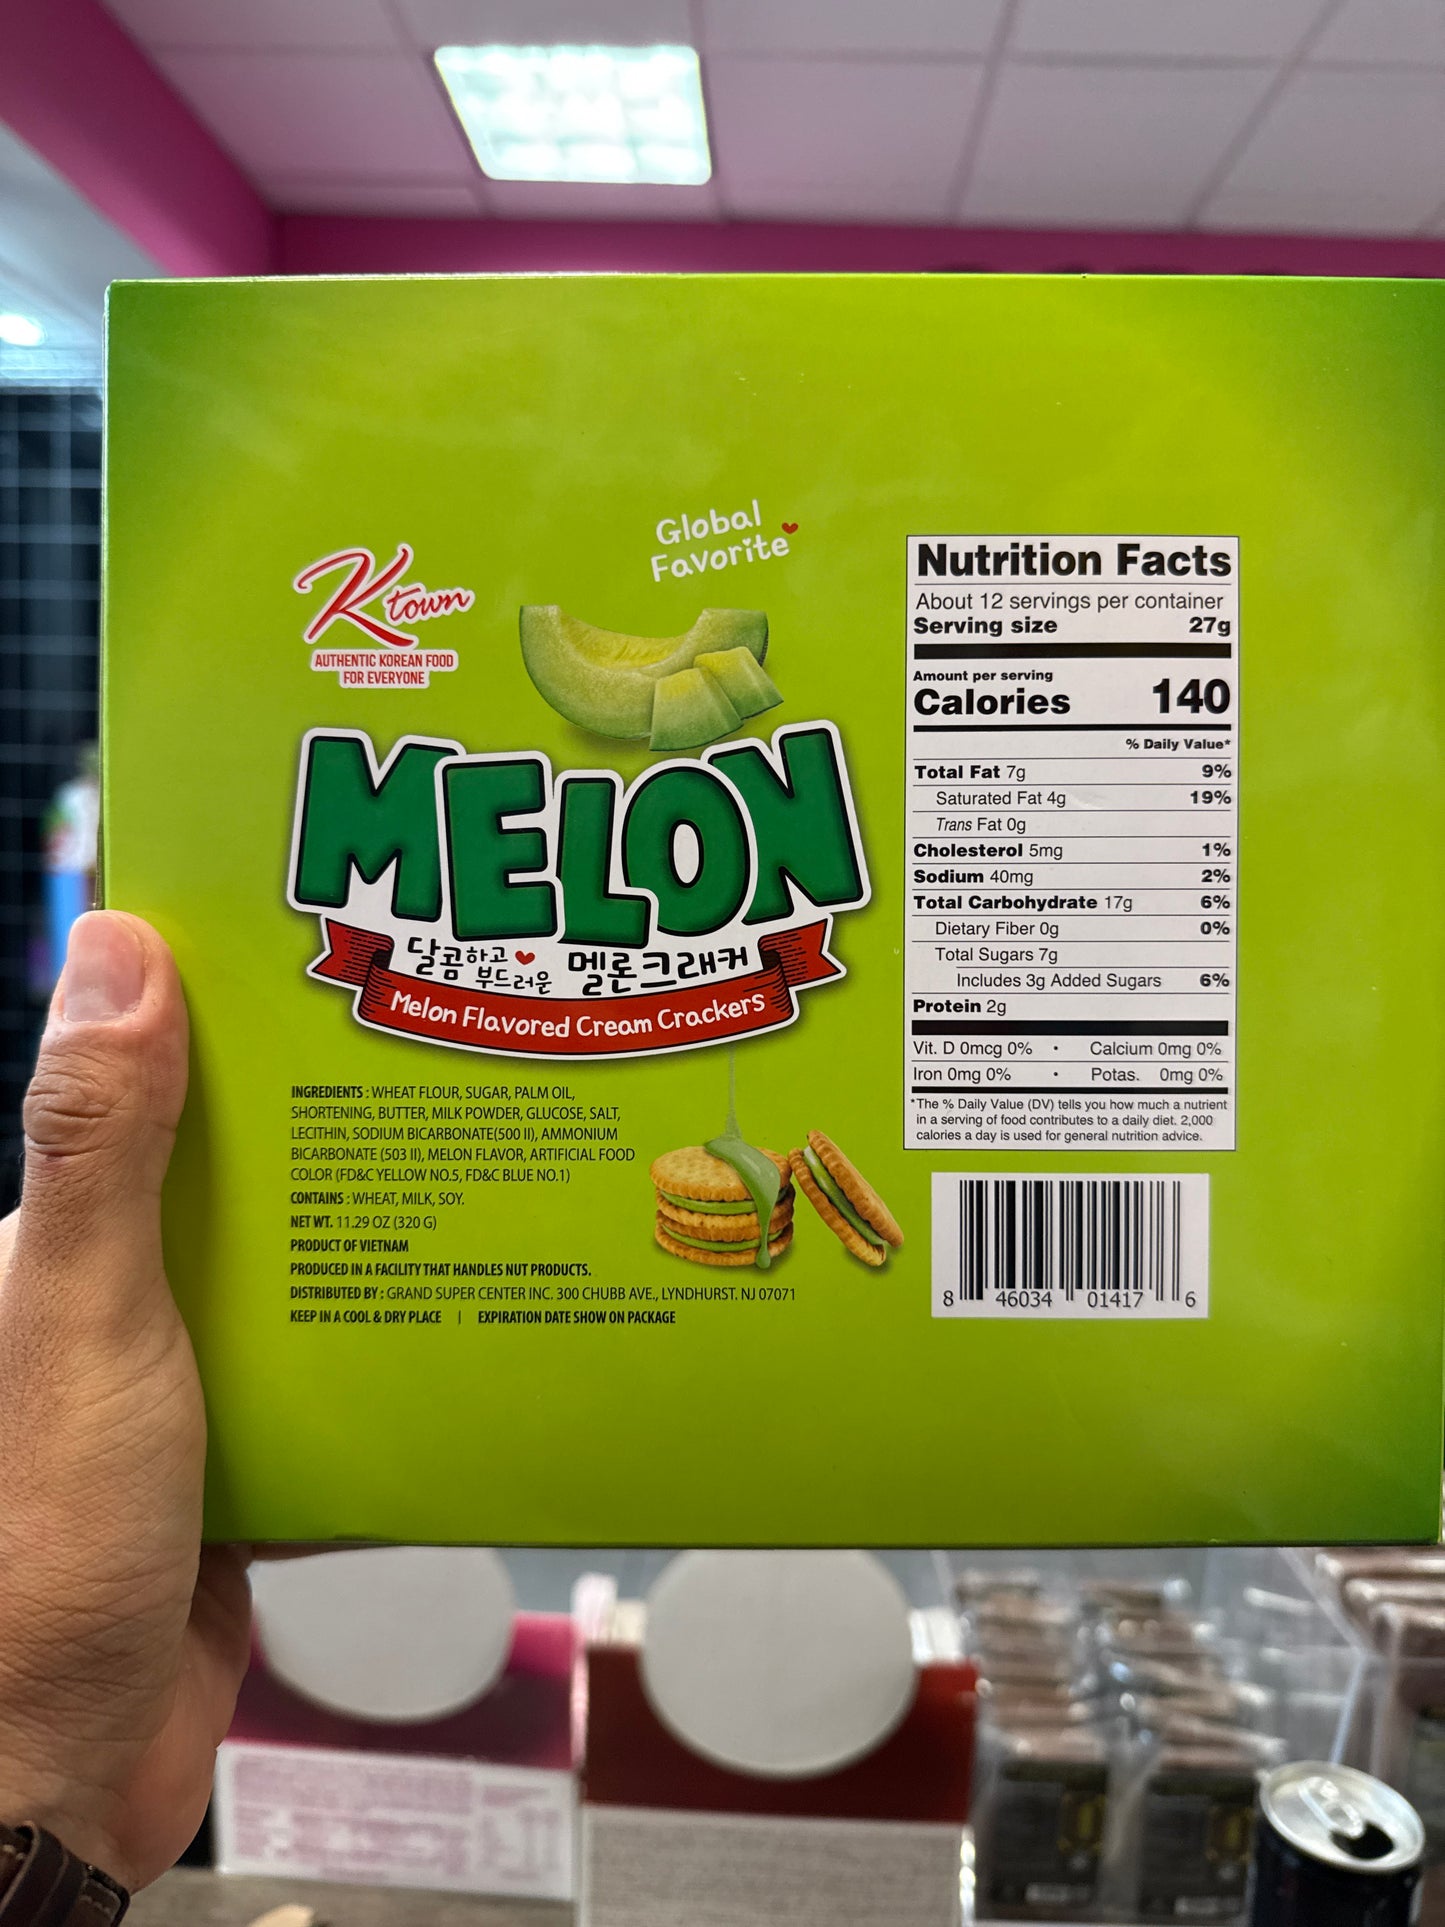 Global
Favorite
Ktown
AUTHENTIC KOREAN FOOD
FOR EVERYONE
MELON
달콤하고
부드러운
멜론크래커
Melon Flavored Cream Crackers
INGREDIENTS : WHEAT FLOUR, SUGAR, PALM OIL,
SHORTENING, BUTTER, MILK POWDER, GLUCOSE, SALT,
LECITHIN, SODIUM BICARBONATE(500 II), AMMONIUM
BICARBONATE (503 II), MELON FLAVOR, ARTIFICIAL FOOD
COLOR (FD&C YELLOW NO.5, FD&C BLUE NO.1)
CONTAINS : WHEAT, MILK, SOY.
NET WT. 11.29 OZ (320 G)
PRODUCT OF VIETNAM
PRODUCED IN A FACILITY THAT HANDLES NUT PRODUCTS.
DISTRIBUTED BY : GRAND SUPER CENTER INC. 300 CHUBB AVE., LYNDHURST. NJ 07071
KEEP IN A COOL & DRY PLACE | EXPIRATION DATE SHOW ON PACKAGE
Nutrition Facts
About 12 servings per container
Serving size 27g
Amount per serving
Calories 140
% Daily Value*
Total Fat 7g 9%
Saturated Fat 4g 19%
Trans Fat 0g
Cholesterol 5mg 1%
Sodium 40mg 2%
Total Carbohydrate 17g 6%
Dietary Fiber 0g 0%
Total Sugars 7g
Includes 3g Added Sugars 6%
Protein 2g
Vit. D 0mcg 0% • Calcium 0mg 0%
Iron 0mg 0% • Potas. 0mg 0%
*The % Daily Value (DV) tells you how much a nutrient
in a serving of food contributes to a daily diet. 2,000
calories a day is used for general nutrition advice.
8 46034 01417 6